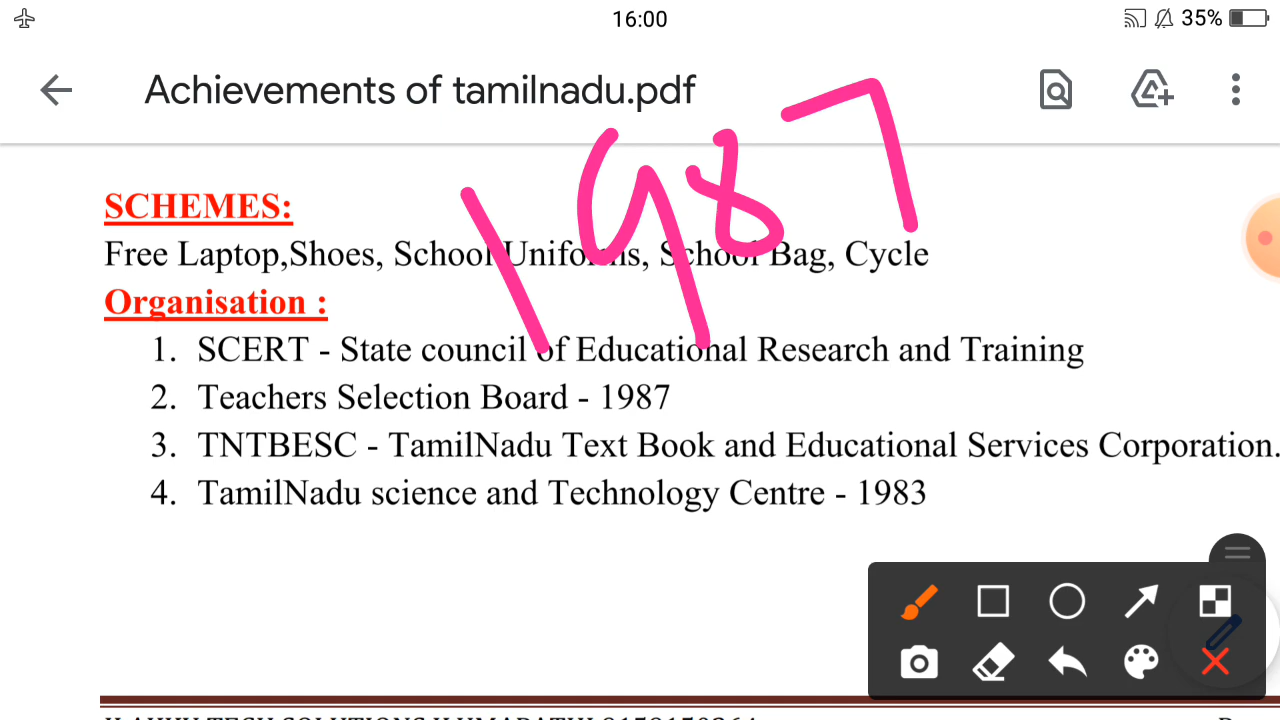 16:00
35%
Achievements of tamilnadu.pdf
1987
SCHEMES:
Free Laptop,Shoes, School Uniforms, School Bag, Cycle
Organisation :
1. SCERT - State council of Educational Research and Training
2. Teachers Selection Board - 1987
3. TNTBESC - TamilNadu Text Book and Educational Services Corporation.
4. TamilNadu science and Technology Centre - 1983